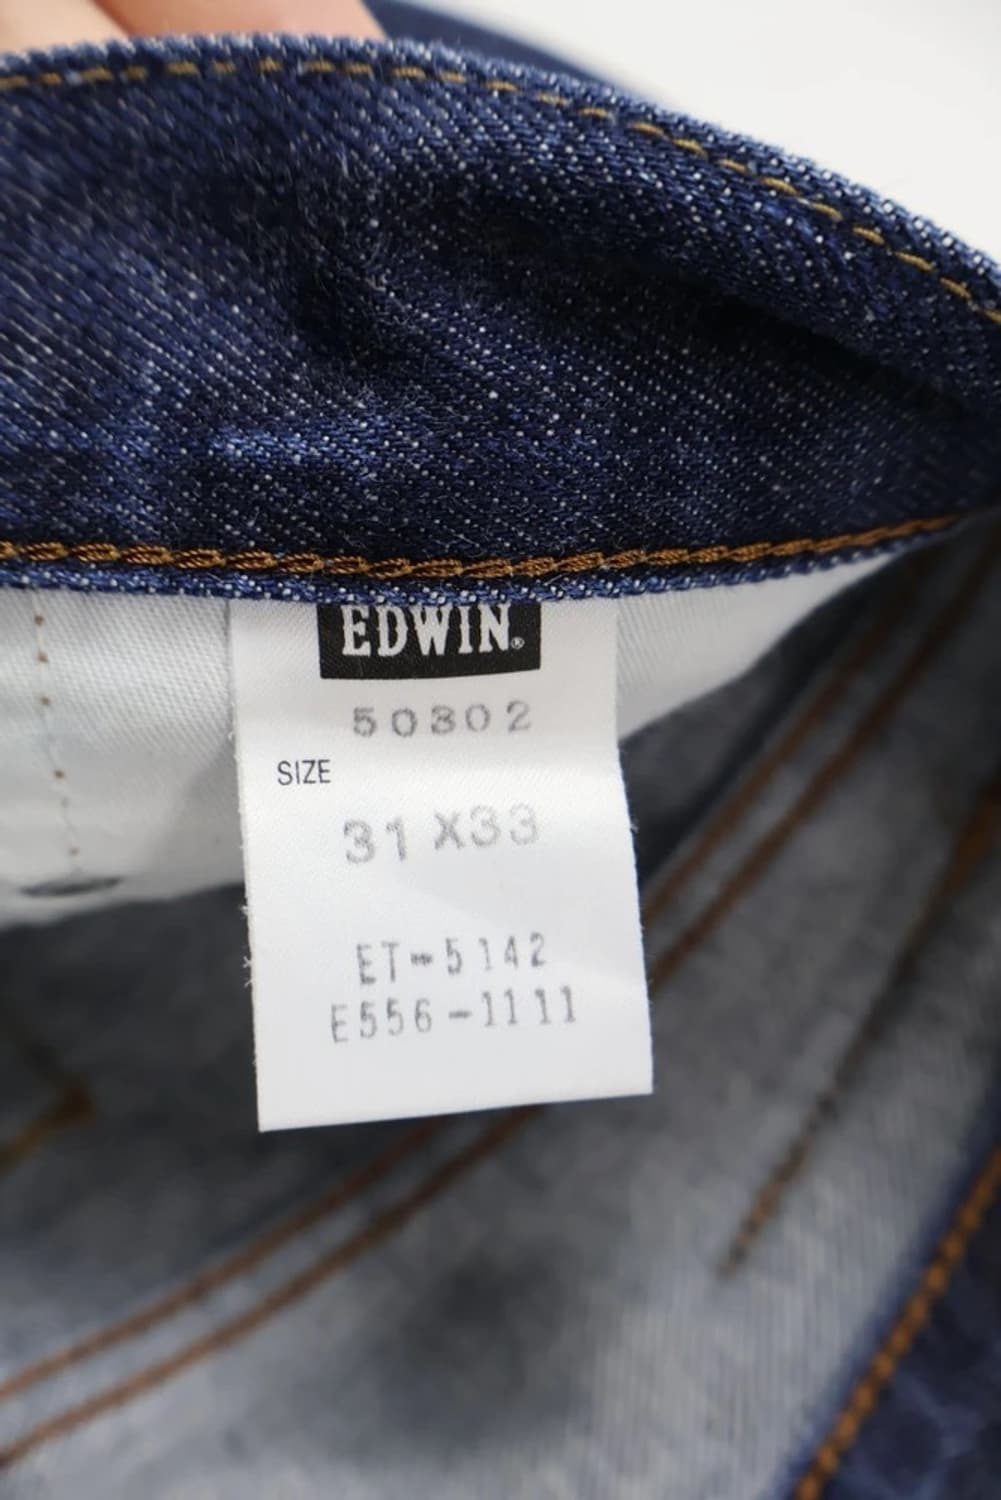 EDWIN®
50302
SIZE
31 X33
ET-5142
E556-1111